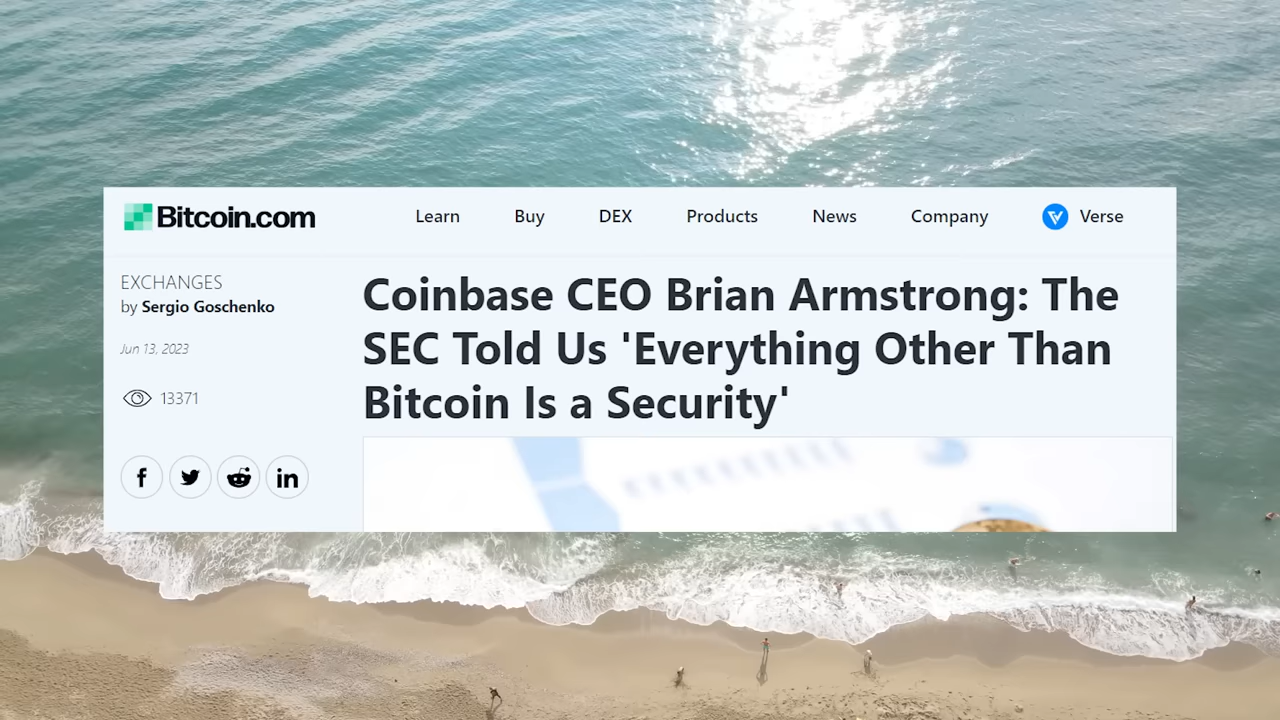 Bitcoin.com
Learn Buy DEX Products News Company Verse
EXCHANGES
by Sergio Goschenko
Jun 13, 2023
13371
Coinbase CEO Brian Armstrong: The
SEC Told Us 'Everything Other Than
Bitcoin Is a Security'